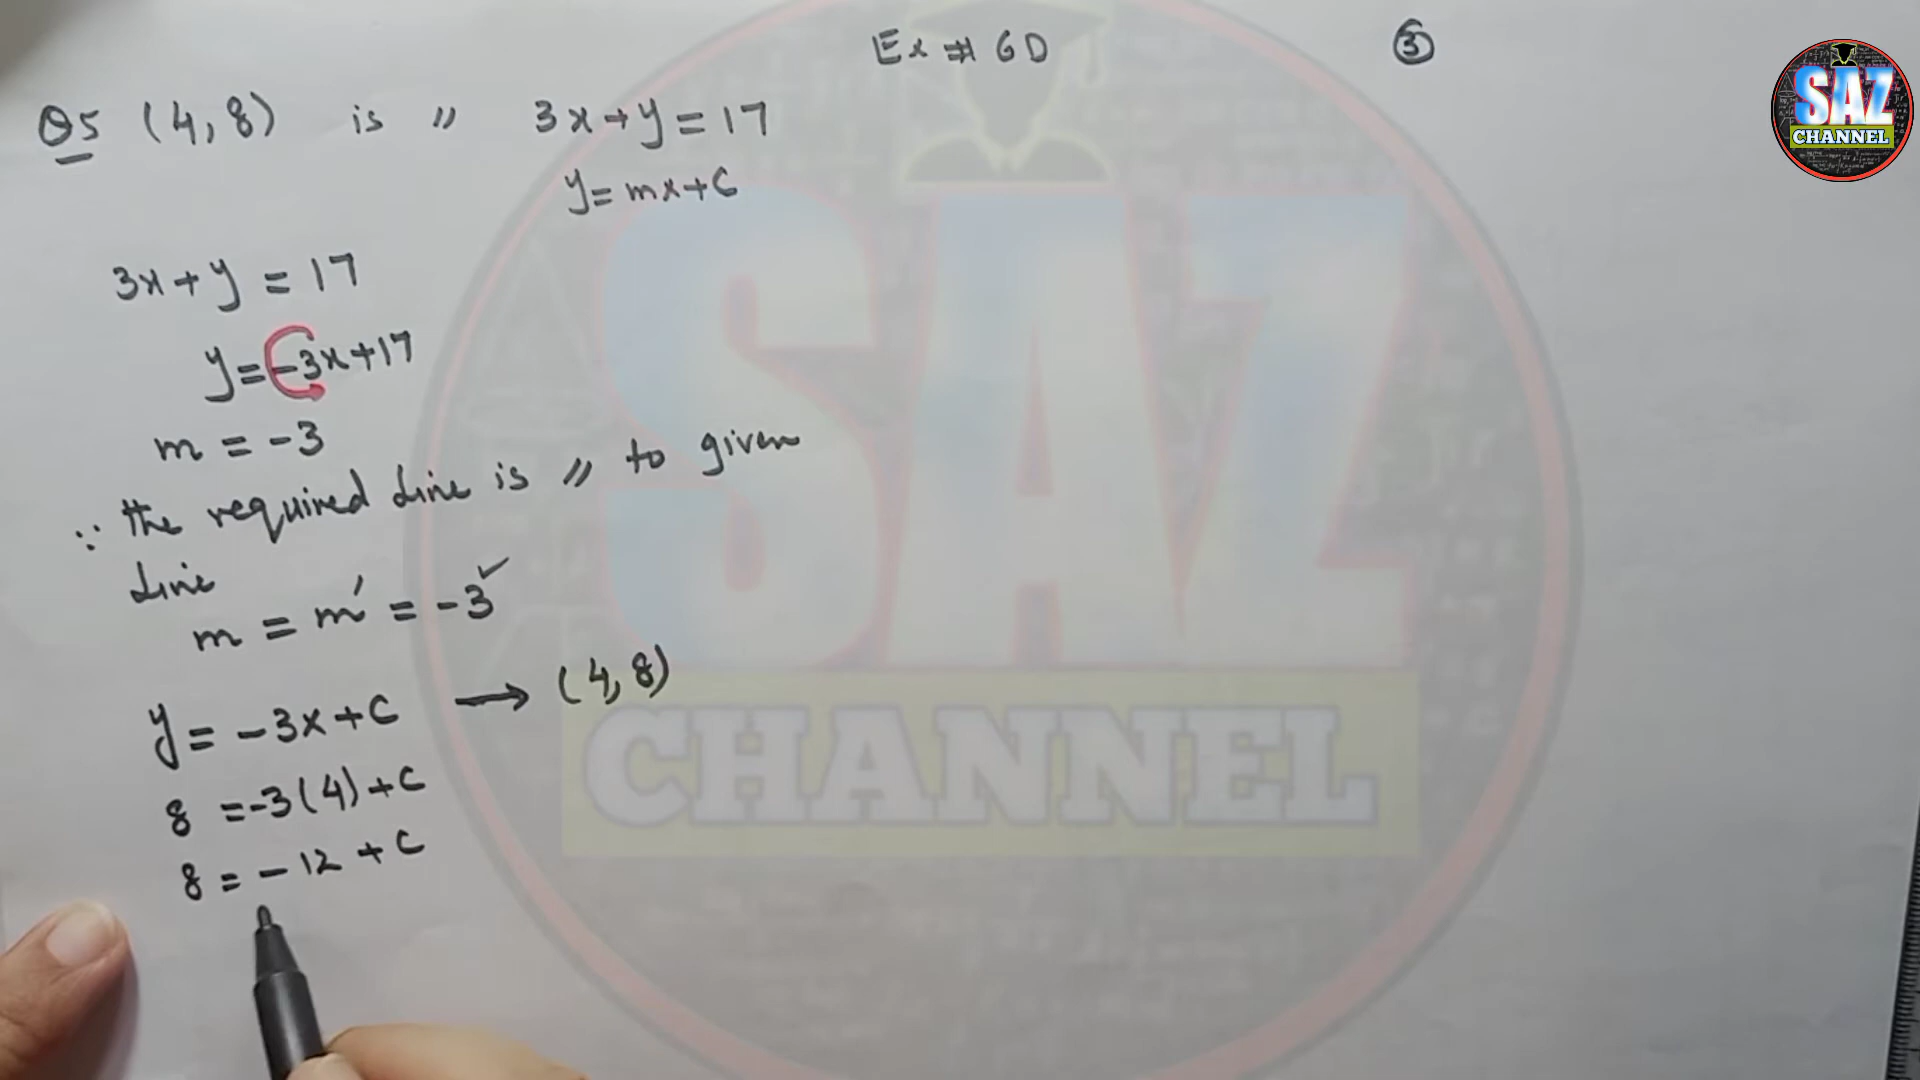 Ex # 6D
③
SAZ
CHANNEL
Q5 (4,8) is // 3x+y=17
y=mx+c
3x+y = 17
y=-3x+17
m = -3
∵ the required line is // to given
line
m = m' = -3 ✓
y = -3x+c → (4,8)
8 =-3(4)+c
8 = -12 +c
SAZ
CHANNEL